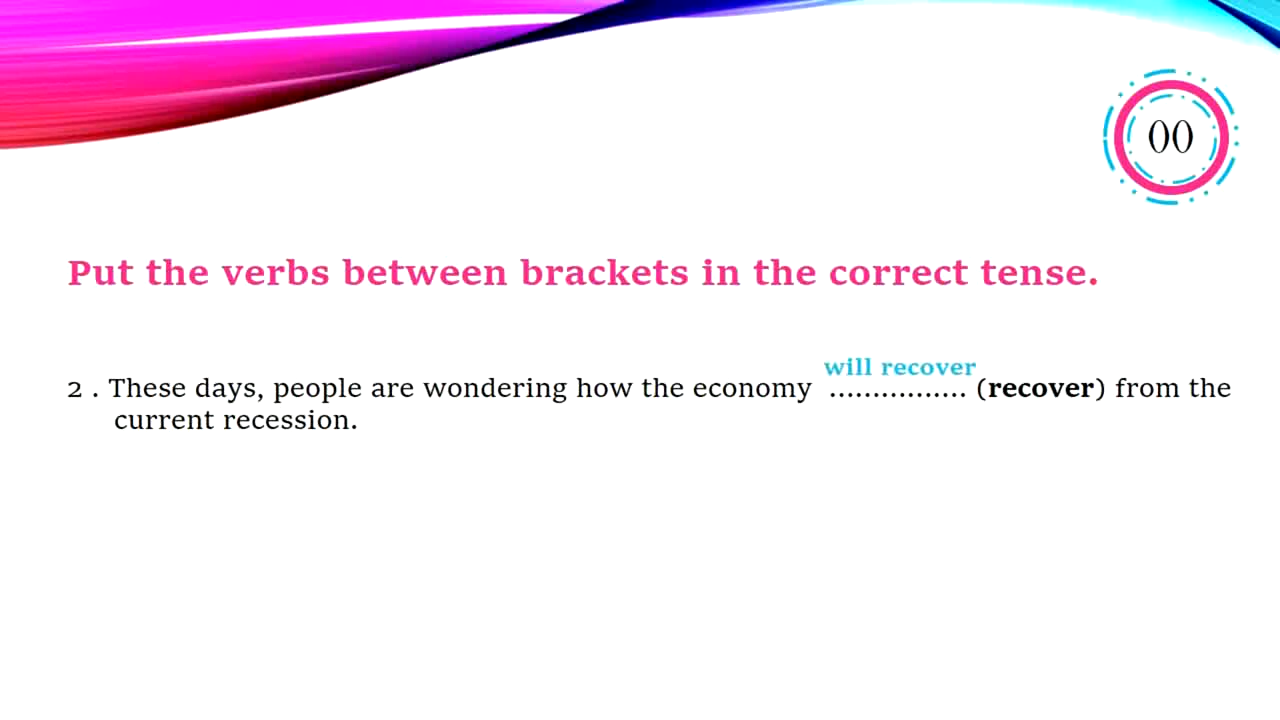 00
Put the verbs between brackets in the correct tense.
will recover
2 . These days, people are wondering how the economy ................ (recover) from the
current recession.